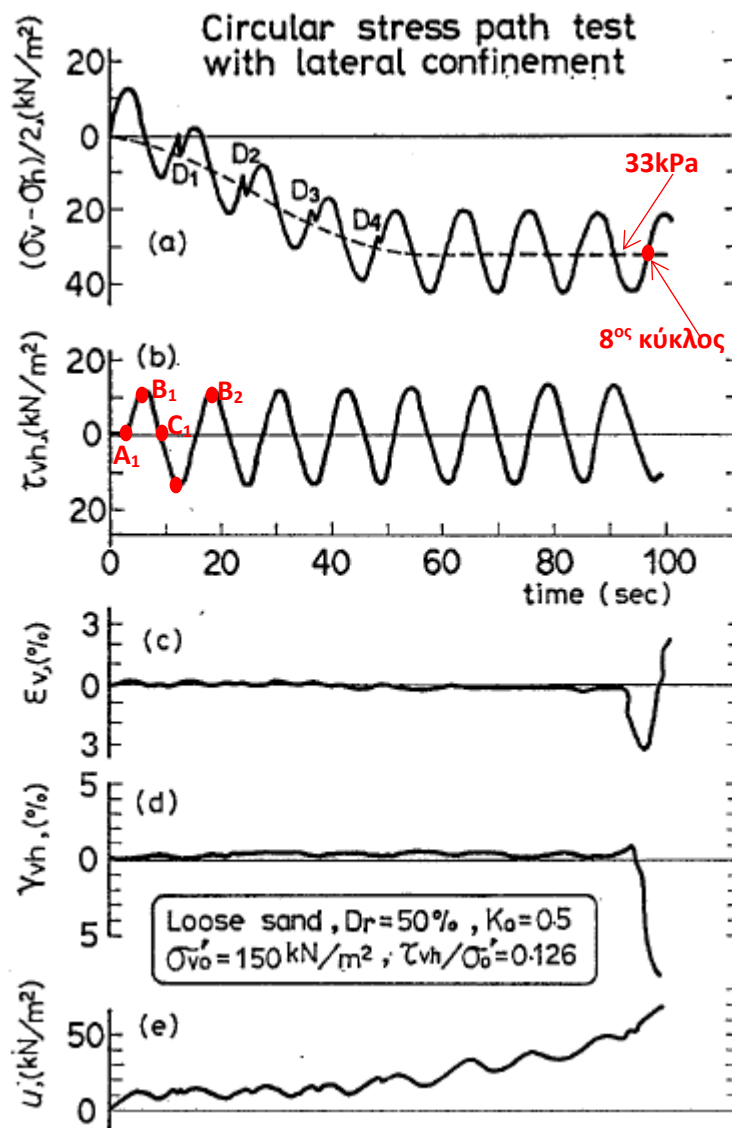 Circular stress path test
with lateral confinement
(σv-σh)/2,(kN/m²)
20
0
20
40
D1
D2
D3
D4
(a)
33kPa
8ος κύκλος
τvh,(kN/m²)
20
0
20
(b)
A1
B1
C1
B2
0
20
40
60
80
100
time (sec)
εv,(%)
3
0
3
(c)
γvh,(%)
5
0
5
(d)
Loose sand, Dr=50%, Ko=0.5
σvo'=150 kN/m², τvh/σo'=0.126
u,(kN/m²)
50
0
(e)